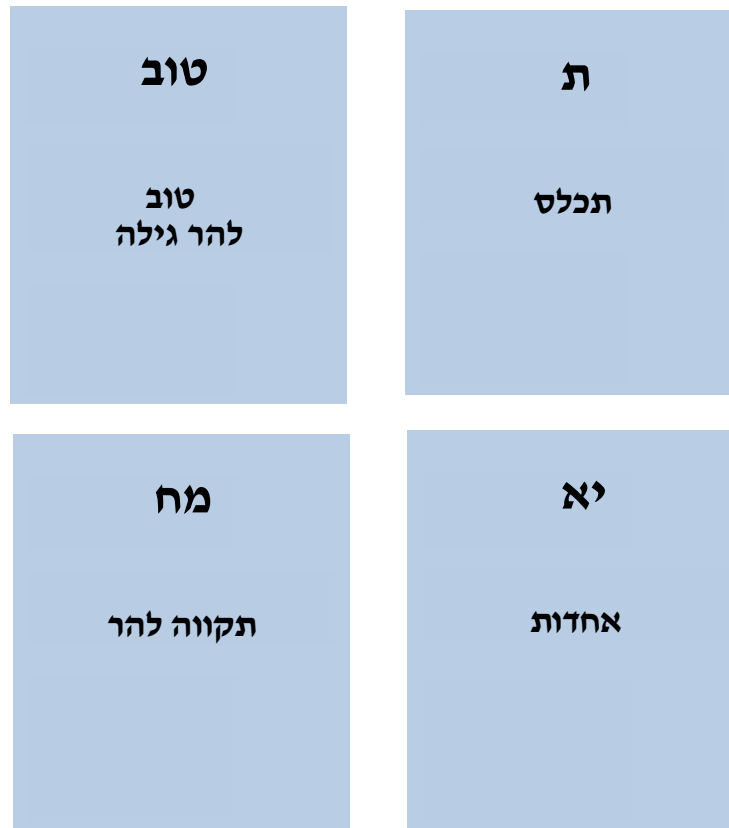 ת
תכלס
טוב
טוב
להר גילה
יא
אחדות
מח
תקווה להר